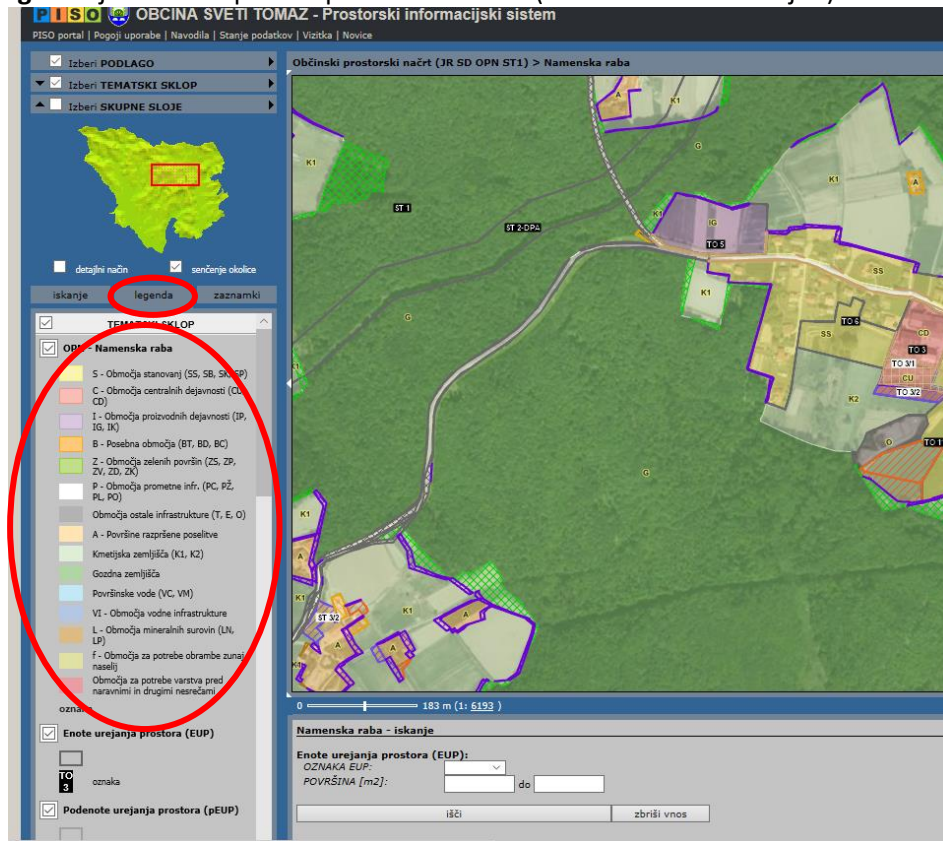 PISO OBČINA SVETI TOMAŽ - Prostorski informacijski sistem
PISO portal | Pogoji uporabe | Navodila | Stanje podatkov | Vizitka | Novice
Izberi PODLAGO
Izberi TEMATSKI SKLOP
Izberi SKUPNE SLOJE
detajlni način
senčenje okolice
iskanje
legenda
zaznamki
TEMATSKI SKLOP
OPN - Namenska raba
S - Območja stanovanj (SS, SB, SK, SP)
C - Območja centralnih dejavnosti (CU,
CD)
I - Območja proizvodnih dejavnosti (IP,
IG, IK)
B - Posebna območja (BT, BD, BC)
Z - Območja zelenih površin (ZS, ZP,
ZV, ZD, ZK)
P - Območja prometne infr. (PC, PŽ,
PL, PO)
Območja ostale infrastrukture (T, E, O)
A - Površine razpršene poselitve
Kmetijska zemljišča (K1, K2)
Gozdna zemljišča
Površinske vode (VC, VM)
VI - Območja vodne infrastrukture
L - Območja mineralnih surovin (LN,
LP)
f - Območja za potrebe obrambe zunaj
naselij
Območja za potrebe varstva pred
naravnimi in drugimi nesrečami
oznaka
Enote urejanja prostora (EUP)
TO
3
oznaka
Podenote urejanja prostora (pEUP)
Občinski prostorski načrt (JR SD OPN ST1) > Namenska raba
A
K1
G
K1
K1
A
ST 1
K1
IG
ST 2-DPA
TO 5
SS
K1
G
TO 6
SS
CD
TO 3
TO 3/1
CU
K2
TO 3/2
O
TO 1
G
K1
A
K1
K1
A
ST 3/2
A
A
K1
0
183 m (1: 6193 )
Namenska raba - iskanje
Enote urejanja prostora (EUP):
OZNAKA EUP:
POVRŠINA [m2]:
do
išči
zbriši vnos